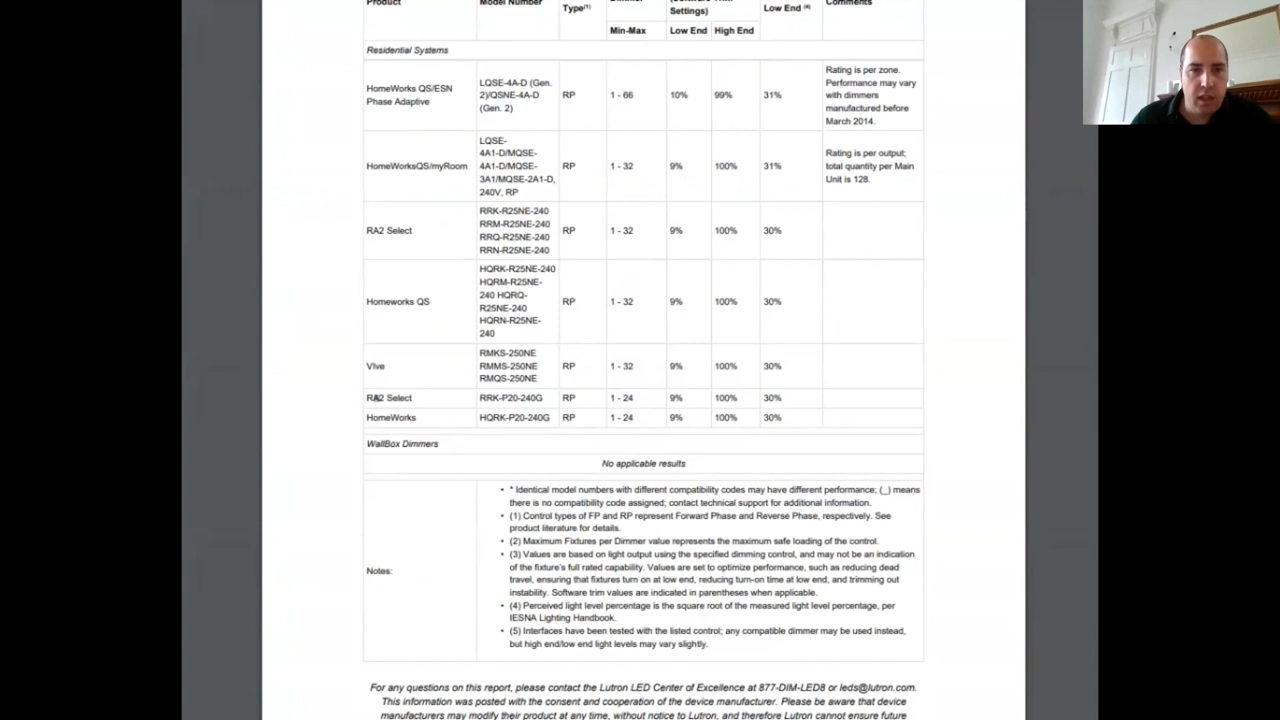 Product Model Number Type(1) Low End (4) Comments
Settings)
Min-Max Low End High End
Residential Systems
HomeWorks QS/ESN
Phase Adaptive
LQSE-4A-D (Gen.
2)/QSNE-4A-D
(Gen. 2)
RP
1 - 66
10%
99%
31%
Rating is per zone.
Performance may vary
with dimmers
manufactured before
March 2014.
HomeWorksQS/myRoom
LQSE-
4A1-D/MQSE-
4A1-D/MQSE-
3A1/MQSE-2A1-D,
240V, RP
RP
1 - 32
9%
100%
31%
Rating is per output;
total quantity per Main
Unit is 128.
RA2 Select
RRK-R25NE-240
RRM-R25NE-240
RRQ-R25NE-240
RRN-R25NE-240
RP
1 - 32
9%
100%
30%
Homeworks QS
HQRK-R25NE-240
HQRM-R25NE-
240 HQRQ-
R25NE-240
HQRN-R25NE-
240
RP
1 - 32
9%
100%
30%
Vive
RMKS-250NE
RMMS-250NE
RMQS-250NE
RP
1 - 32
9%
100%
30%
RA2 Select RRK-P20-240G RP 1 - 24 9% 100% 30%
HomeWorks HQRK-P20-240G RP 1 - 24 9% 100% 30%
WallBox Dimmers
No applicable results
Notes:
• * Identical model numbers with different compatibility codes may have different performance; (_) means
there is no compatibility code assigned; contact technical support for additional information.
• (1) Control types of FP and RP represent Forward Phase and Reverse Phase, respectively. See
product literature for details.
• (2) Maximum Fixtures per Dimmer value represents the maximum safe loading of the control.
• (3) Values are based on light output using the specified dimming control, and may not be an indication
of the fixture's full rated capability. Values are set to optimize performance, such as reducing dead
travel, ensuring that fixtures turn on at low end, reducing turn-on time at low end, and trimming out
instability. Software trim values are indicated in parentheses when applicable.
• (4) Perceived light level percentage is the square root of the measured light level percentage, per
IESNA Lighting Handbook.
• (5) Interfaces have been tested with the listed control; any compatible dimmer may be used instead,
but high end/low end light levels may vary slightly.
For any questions on this report, please contact the Lutron LED Center of Excellence at 877-DIM-LED8 or leds@lutron.com.
This information was posted with the consent and cooperation of the device manufacturer. Please be aware that device
manufacturers may modify their product at any time, without notice to Lutron, and therefore Lutron cannot ensure future